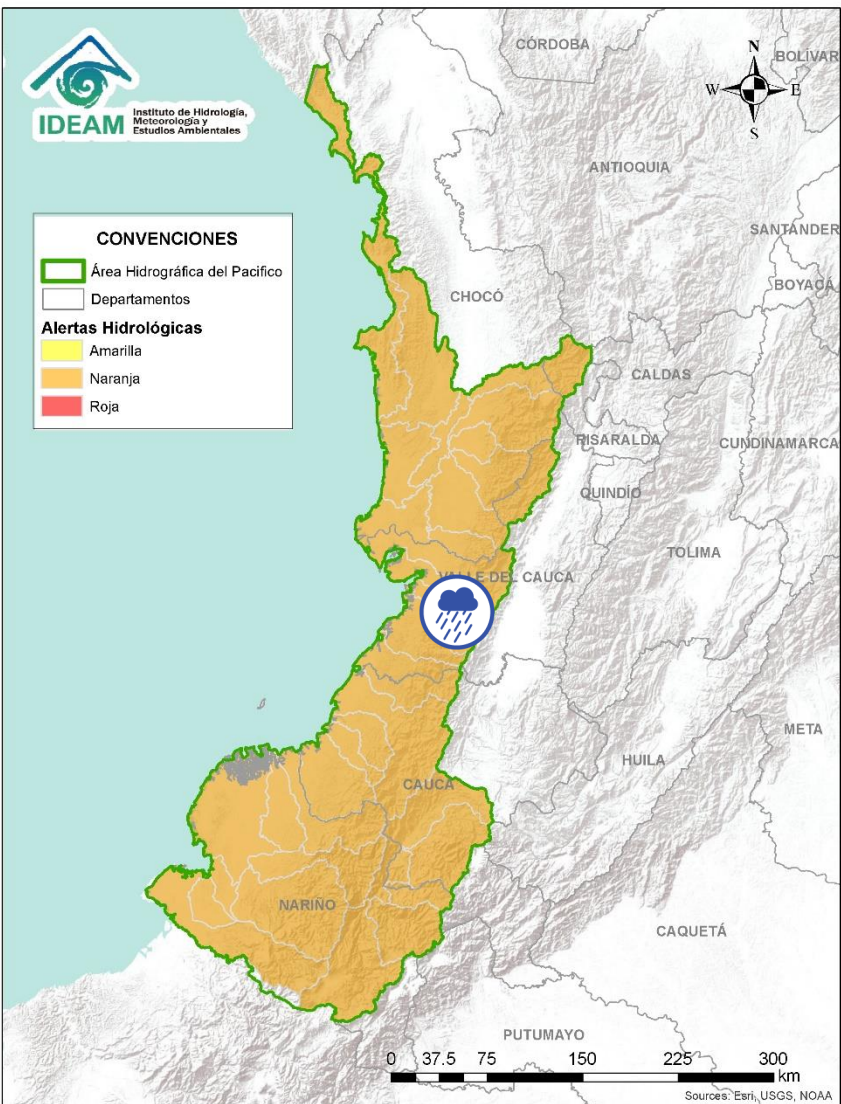 IDEAM
Instituto de Hidrología,
Meteorología y
Estudios Ambientales
N
W
E
S
CÓRDOBA
BOLÍVAR
ANTIOQUIA
SANTANDER
BOYACÁ
CHOCÓ
CALDAS
RISARALDA
CUNDINAMARCA
QUINDÍO
TOLIMA
VALLE DEL CAUCA
META
HUILA
CAUCA
NARIÑO
CAQUETÁ
PUTUMAYO
CONVENCIONES
Área Hidrográfica del Pacifico
Departamentos
Alertas Hidrológicas
Amarilla
Naranja
Roja
0 37.5 75 150 225 300
km
Sources: Esri, USGS, NOAA